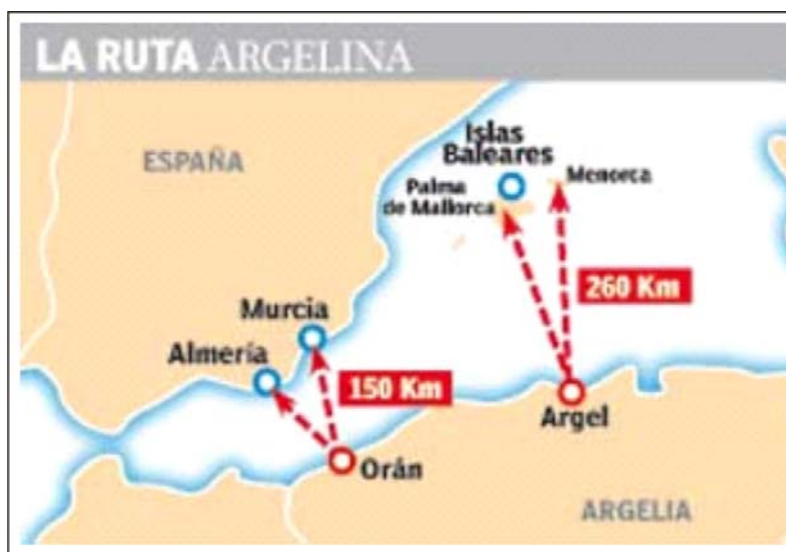 LA RUTA ARGELINA
ESPAÑA
Islas
Baleares
Menorca
Palma
de Mallorca
260 Km
Murcia
Almería
150 Km
Argel
Orán
ARGELIA